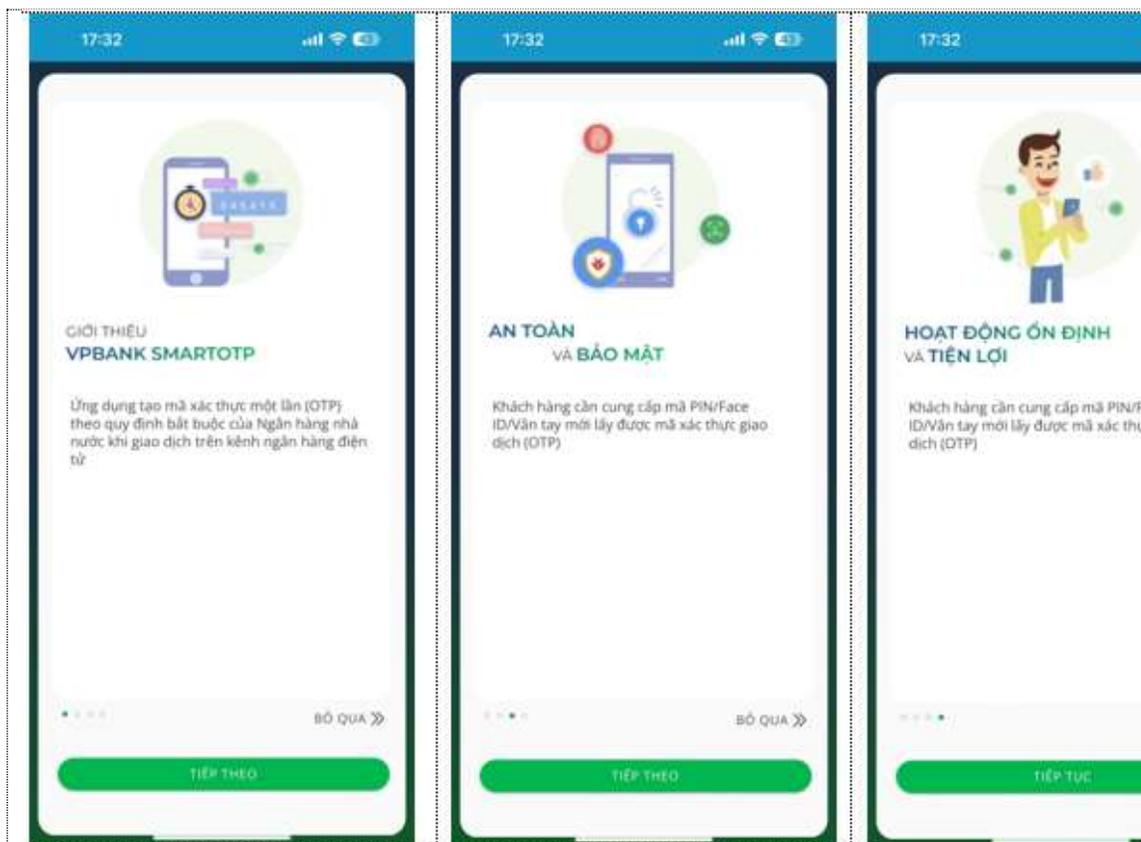 17:32
GIỚI THIỆU
VPBANK SMARTOTP
Ứng dụng tạo mã xác thực một lần (OTP)
theo quy định bắt buộc của Ngân hàng nhà
nước khi giao dịch trên kênh ngân hàng điện
tử
BỎ QUA
TIẾP THEO
17:32
AN TOÀN
VÀ BẢO MẬT
Khách hàng cần cung cấp mã PIN/Face
ID/Vân tay mới lấy được mã xác thực giao
dịch (OTP)
BỎ QUA
TIẾP THEO
17:32
HOẠT ĐỘNG ỔN ĐỊNH
VÀ TIỆN LỢI
Khách hàng cần cung cấp mã PIN/F
ID/Vân tay mới lấy được mã xác thự
dịch (OTP)
TIẾP TỤC